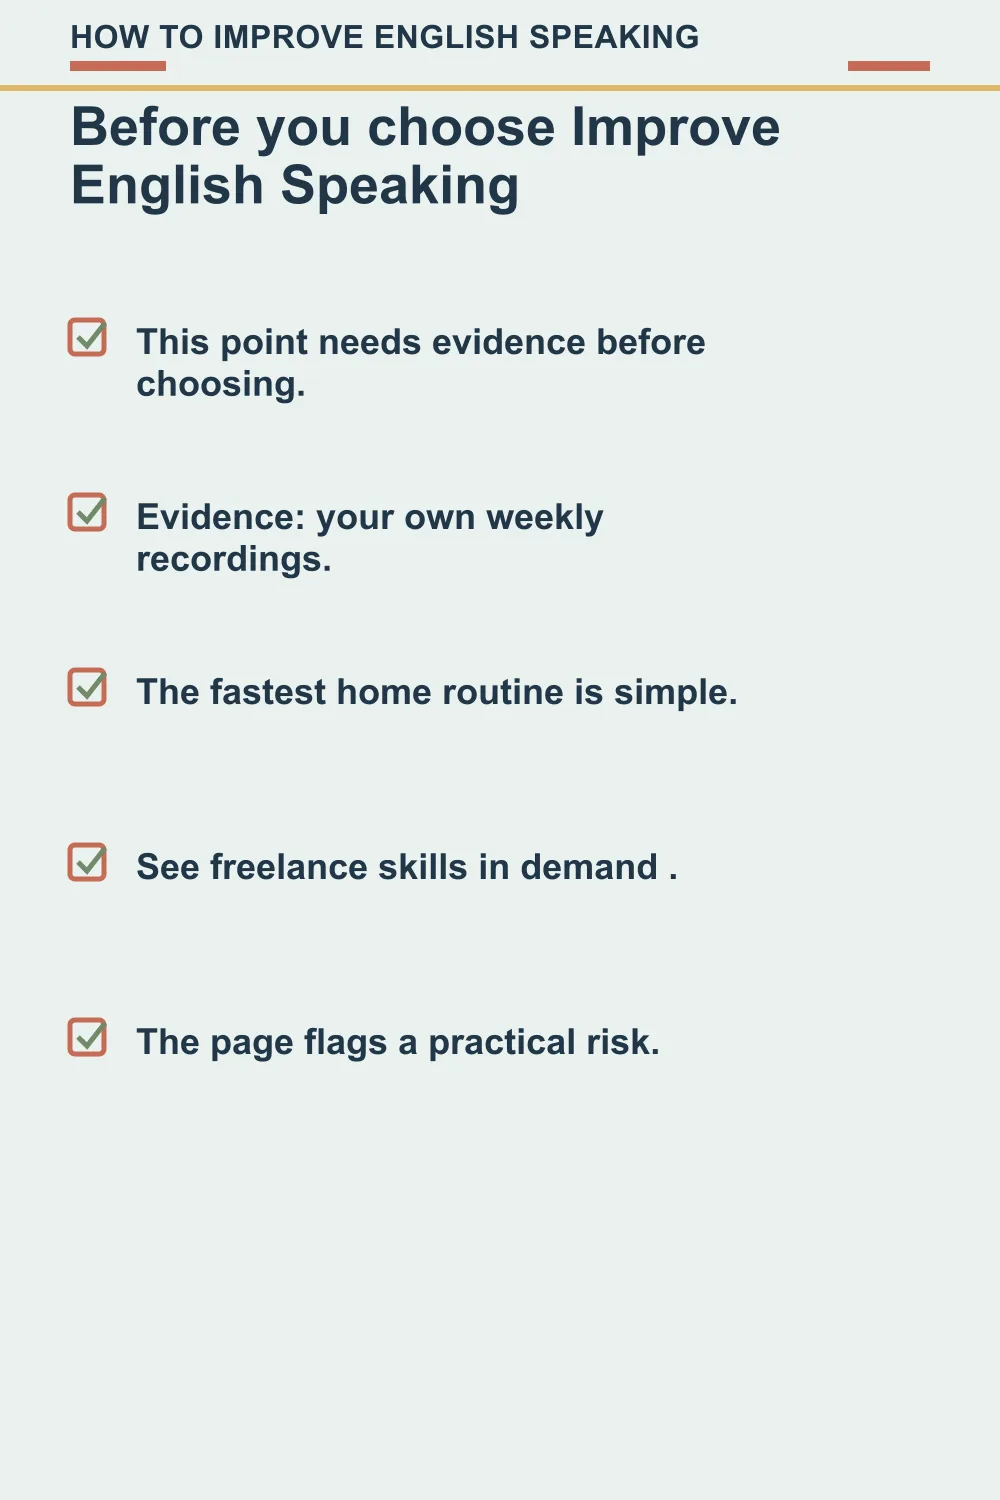 HOW TO IMPROVE ENGLISH SPEAKING
Before you choose Improve
English Speaking
This point needs evidence before
choosing.
Evidence: your own weekly
recordings.
The fastest home routine is simple.
See freelance skills in demand .
The page flags a practical risk.